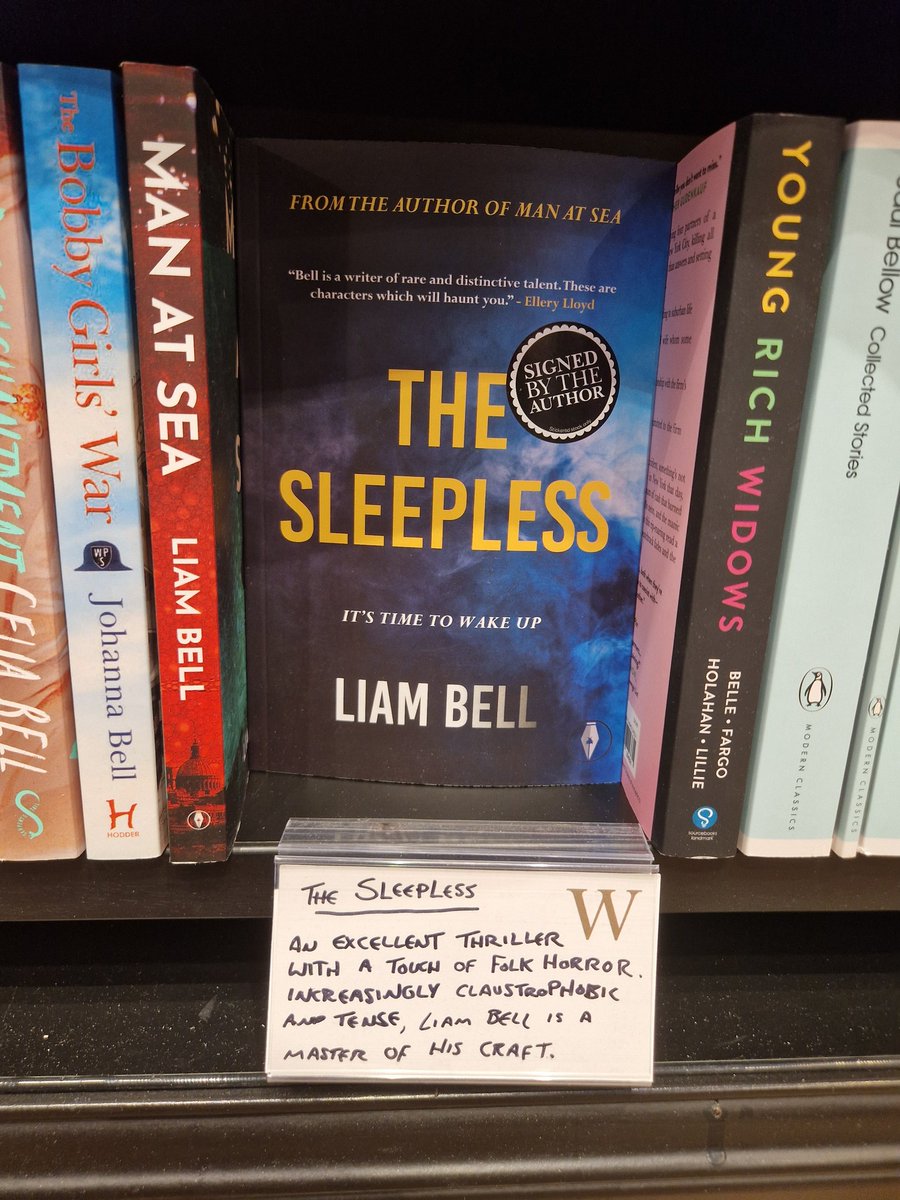 CELIA BELL
The Bobby Girls' War
WPS
Johanna Bell
HODDER
MAN AT SEA
LIAM BELL
FROM THE AUTHOR OF MAN AT SEA
"Bell is a writer of rare and distinctive talent. These are
characters which will haunt you." - Ellery Lloyd
SIGNED
BY THE
AUTHOR
THE
SLEEPLESS
IT'S TIME TO WAKE UP
LIAM BELL
YOUNG RICH WIDOWS
BELLE • FARGO
HOLAHAN • LILLIE
sourcebooks
landmark
Saul Bellow Collected Stories
MODERN CLASSICS
MODERN CLASSICS
THE SLEEPLESS
W
AN EXCELLENT THRILLER
WITH A TOUCH OF FOLK HORROR.
INCREASINGLY CLAUSTROPHOBIC
AND TENSE, LIAM BELL IS A
MASTER OF HIS CRAFT.